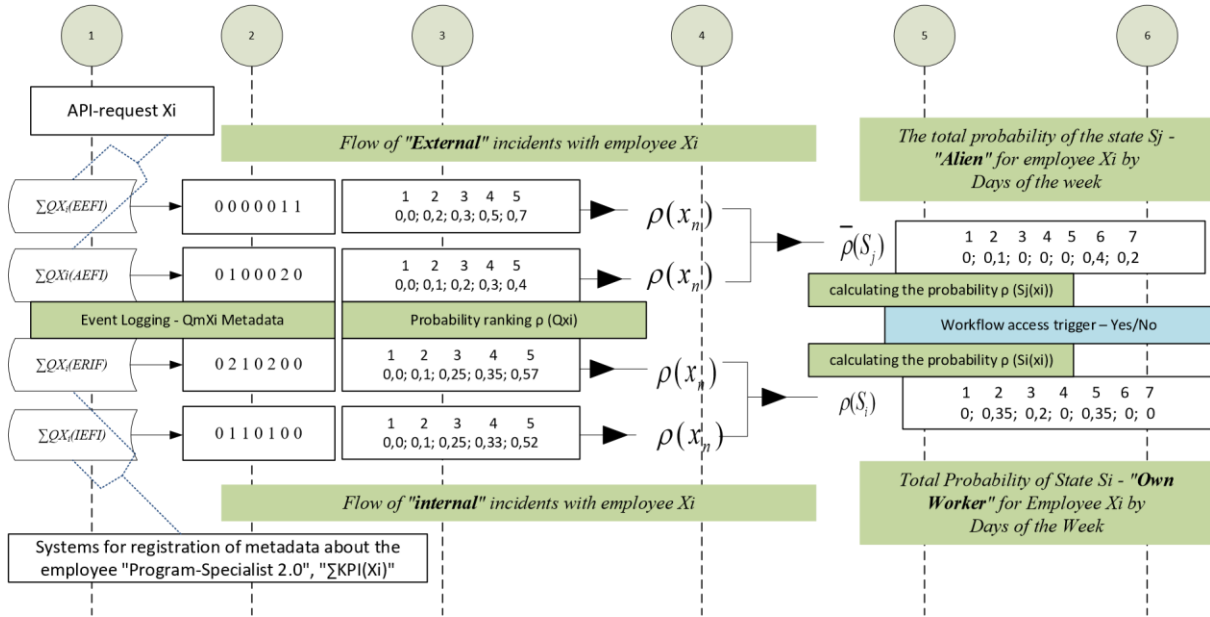 1 2 3 4 5 6
API-request Xi
Flow of "External" incidents with employee Xi
The total probability of the state Sj -
"Alien" for employee Xi by
Days of the week
∑QXᵢ(EEFI)
0 0 0 0 0 1 1
1 2 3 4 5
0,0; 0,2; 0,3; 0,5; 0,7
ρ(xₙ)
∑QXi(AEFI)
0 1 0 0 0 2 0
1 2 3 4 5
0,0; 0,1; 0,2; 0,3; 0,4
ρ(xₙ)
ρ̅(Sⱼ)
1 2 3 4 5 6 7
0; 0,1; 0; 0; 0; 0,4; 0,2
calculating the probability ρ (Sj(xi))
Event Logging - QmXi Metadata
Probability ranking ρ (Qxi)
Workflow access trigger – Yes/No
calculating the probability ρ (Si(xi))
∑QXᵢ(ERIF)
0 2 1 0 2 0 0
1 2 3 4 5
0,0; 0,1; 0,25; 0,35; 0,57
ρ(xₙ)
∑QXᵢ(IEFI)
0 1 1 0 1 0 0
1 2 3 4 5
0,0; 0,1; 0,25; 0,33; 0,52
ρ(xₙ)
ρ(Sᵢ)
1 2 3 4 5 6 7
0; 0,35; 0,2; 0; 0,35; 0; 0
Flow of "internal" incidents with employee Xi
Total Probability of State Si - "Own
Worker" for Employee Xi by
Days of the Week
Systems for registration of metadata about the
employee "Program-Specialist 2.0", "∑KPI(Xi)"